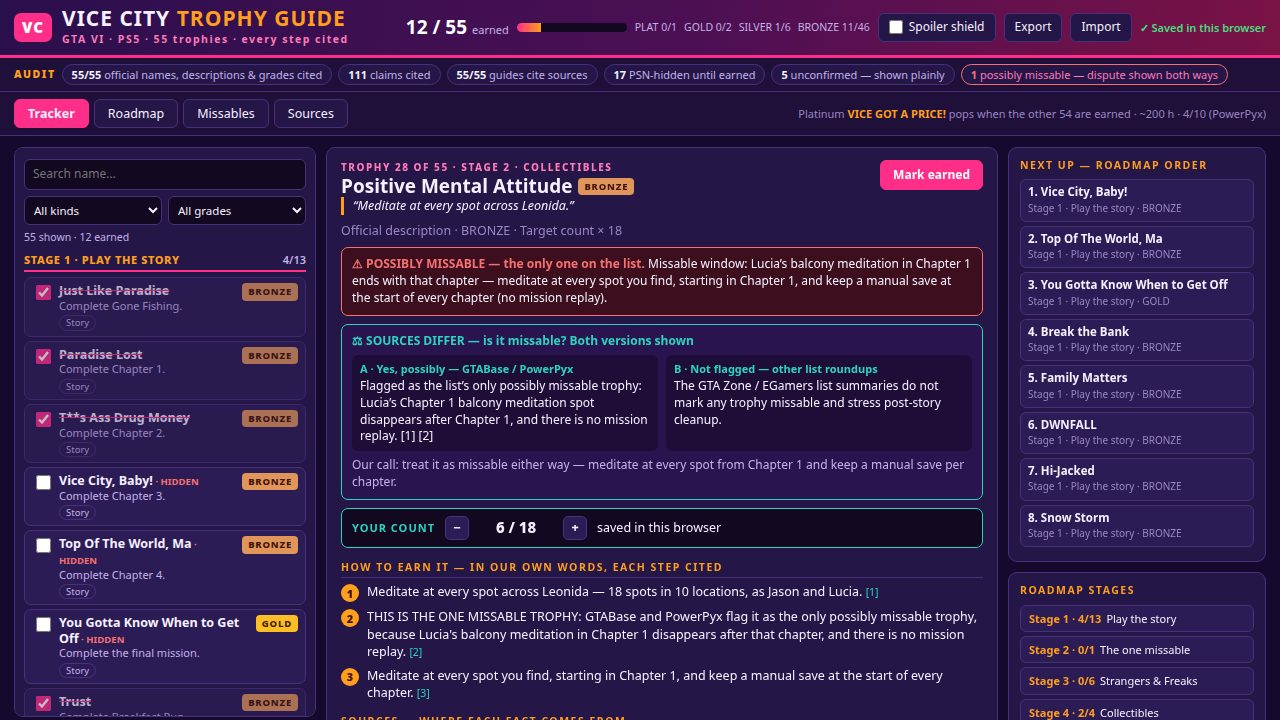 VC
VICE CITY TROPHY GUIDE
GTA VI · PS5 · 55 trophies · every step cited
12 / 55 earned
PLAT 0/1 GOLD 0/2 SILVER 1/6 BRONZE 11/46
Spoiler shield
Export
Import
✓ Saved in this browser
AUDIT
55/55 official names, descriptions & grades cited
111 claims cited
55/55 guides cite sources
17 PSN-hidden until earned
5 unconfirmed — shown plainly
1 possibly missable — dispute shown both ways
Tracker
Roadmap
Missables
Sources
Platinum VICE GOT A PRICE! pops when the other 54 are earned · ~200 h · 4/10 (PowerPyx)
Search name...
All kinds
All grades
55 shown · 12 earned
STAGE 1 · PLAY THE STORY 4/13
Just Like Paradise BRONZE
Complete Gone Fishing.
Story
Paradise Lost BRONZE
Complete Chapter 1.
Story
T**s Ass Drug Money BRONZE
Complete Chapter 2.
Story
Vice City, Baby! · HIDDEN BRONZE
Complete Chapter 3.
Story
Top Of The World, Ma · BRONZE
HIDDEN
Complete Chapter 4.
Story
You Gotta Know When to Get GOLD
Off · HIDDEN
Complete the final mission.
Story
Trust BRONZE
TROPHY 28 OF 55 · STAGE 2 · COLLECTIBLES
Positive Mental Attitude BRONZE
Mark earned
“Meditate at every spot across Leonida.”
Official description · BRONZE · Target count × 18
⚠ POSSIBLY MISSABLE — the only one on the list. Missable window: Lucia’s balcony meditation in Chapter 1
ends with that chapter — meditate at every spot you find, starting in Chapter 1, and keep a manual save at
the start of every chapter (no mission replay).
⚖ SOURCES DIFFER — is it missable? Both versions shown
A · Yes, possibly — GTABase / PowerPyx
Flagged as the list’s only possibly missable trophy:
Lucia’s Chapter 1 balcony meditation spot
disappears after Chapter 1, and there is no mission
replay. [1] [2]
B · Not flagged — other list roundups
The GTA Zone / EGamers list summaries do not
mark any trophy missable and stress post-story
cleanup.
Our call: treat it as missable either way — meditate at every spot from Chapter 1 and keep a manual save per
chapter.
YOUR COUNT − 6 / 18 + saved in this browser
HOW TO EARN IT — IN OUR OWN WORDS, EACH STEP CITED
1 Meditate at every spot across Leonida — 18 spots in 10 locations, as Jason and Lucia. [1]
2 THIS IS THE ONE MISSABLE TROPHY: GTABase and PowerPyx flag it as the only possibly missable trophy,
because Lucia's balcony meditation in Chapter 1 disappears after that chapter, and there is no mission
replay. [2]
3 Meditate at every spot you find, starting in Chapter 1, and keep a manual save at the start of every
chapter. [3]
SOURCES — WHERE EACH FACT COMES FROM
NEXT UP — ROADMAP ORDER
1. Vice City, Baby!
Stage 1 · Play the story · BRONZE
2. Top Of The World, Ma
Stage 1 · Play the story · BRONZE
3. You Gotta Know When to Get Off
Stage 1 · Play the story · GOLD
4. Break the Bank
Stage 1 · Play the story · BRONZE
5. Family Matters
Stage 1 · Play the story · BRONZE
6. DWNFALL
Stage 1 · Play the story · BRONZE
7. Hi-Jacked
Stage 1 · Play the story · BRONZE
8. Snow Storm
Stage 1 · Play the story · BRONZE
ROADMAP STAGES
Stage 1 · 4/13 Play the story
Stage 2 · 0/1 The one missable
Stage 3 · 0/6 Strangers & Freaks
Stage 4 · 2/4 Collectibles